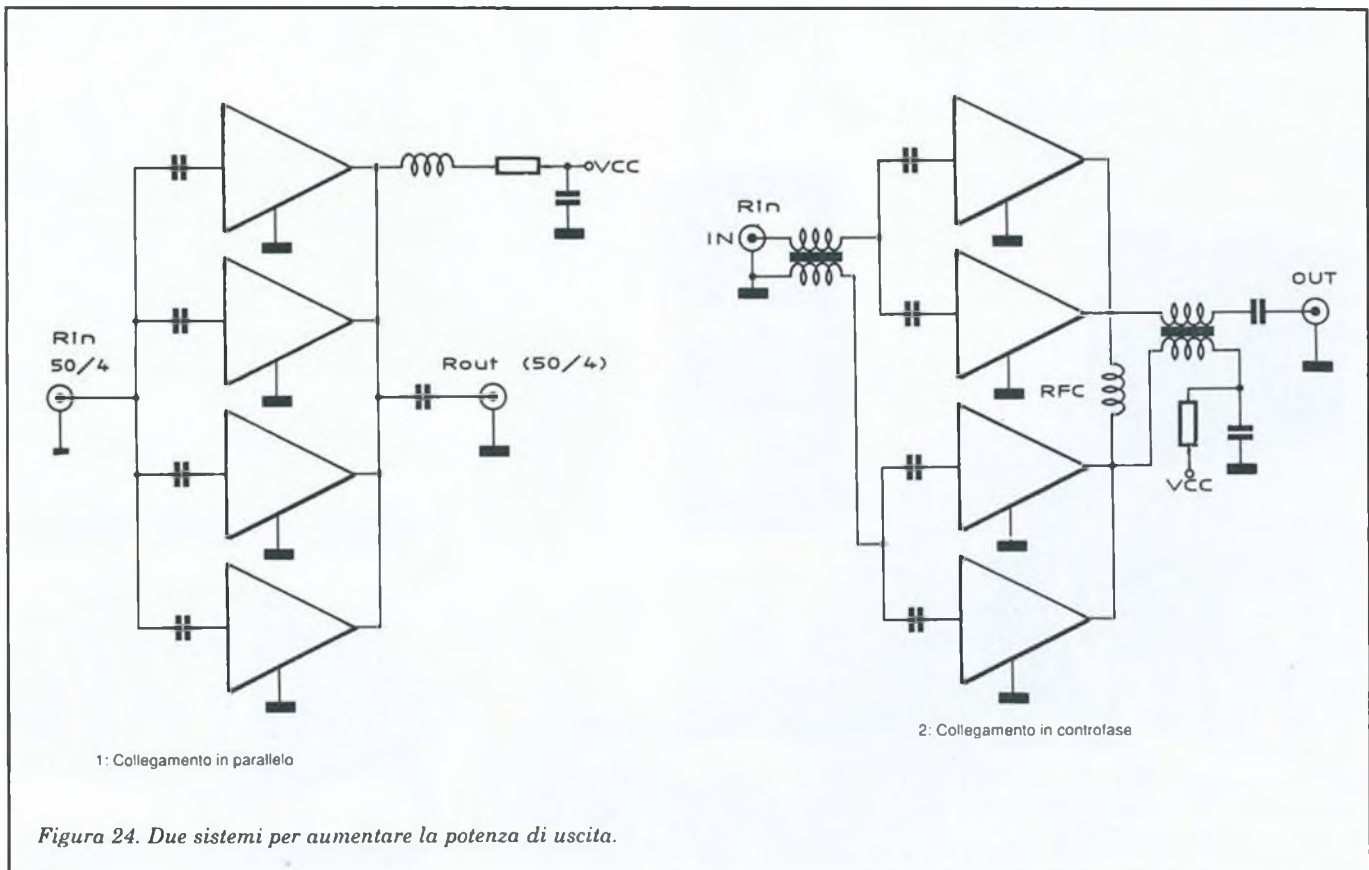 VCC
RIn
50/4
Rout (50/4)
1: Collegamento in parallelo
RIn
IN
OUT
RFC
VCC
2: Collegamento in controfase
Figura 24. Due sistemi per aumentare la potenza di uscita.